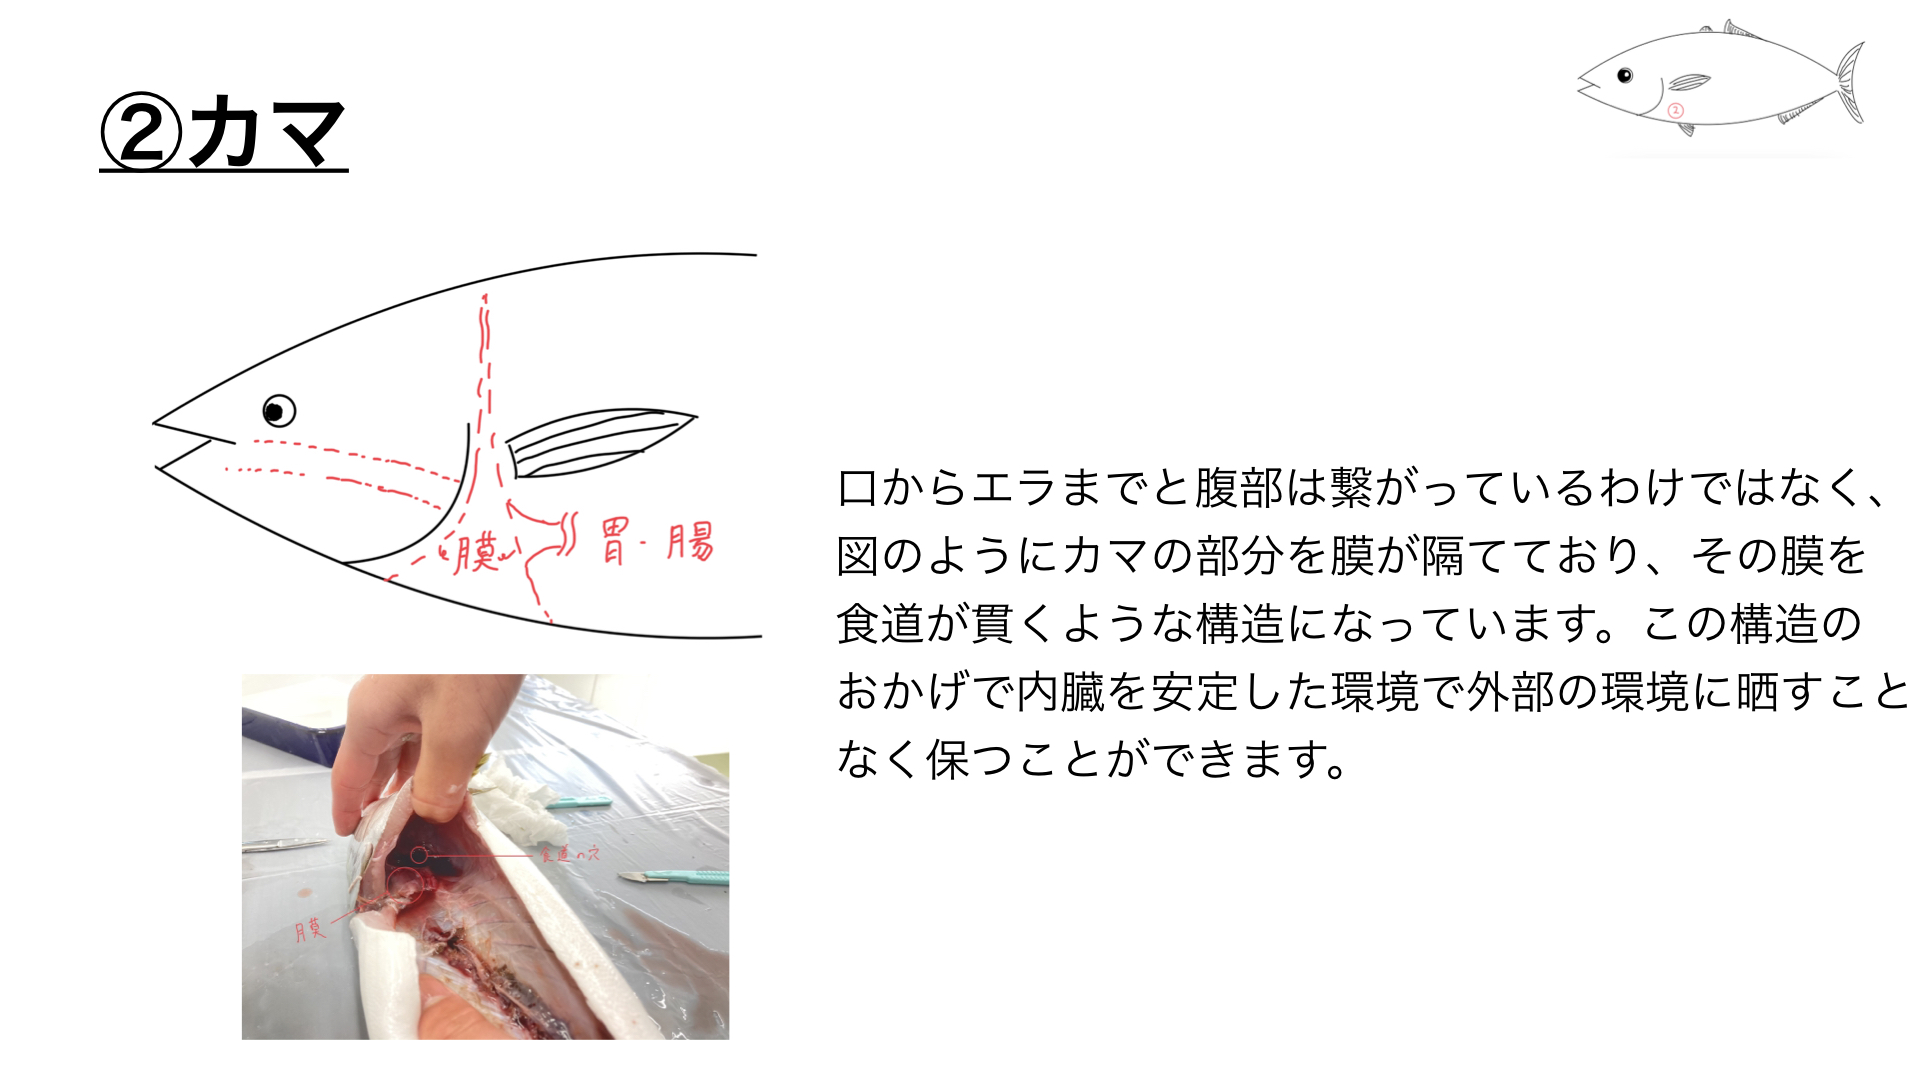 ②カマ
②
膜
胃・腸
口からエラまでと腹部は繋がっているわけではなく、
図のようにカマの部分を膜が隔てており、その膜を
食道が貫くような構造になっています。この構造の
おかげで内臓を安定した環境で外部の環境に晒すこと
なく保つことができます。
食道の穴
膜